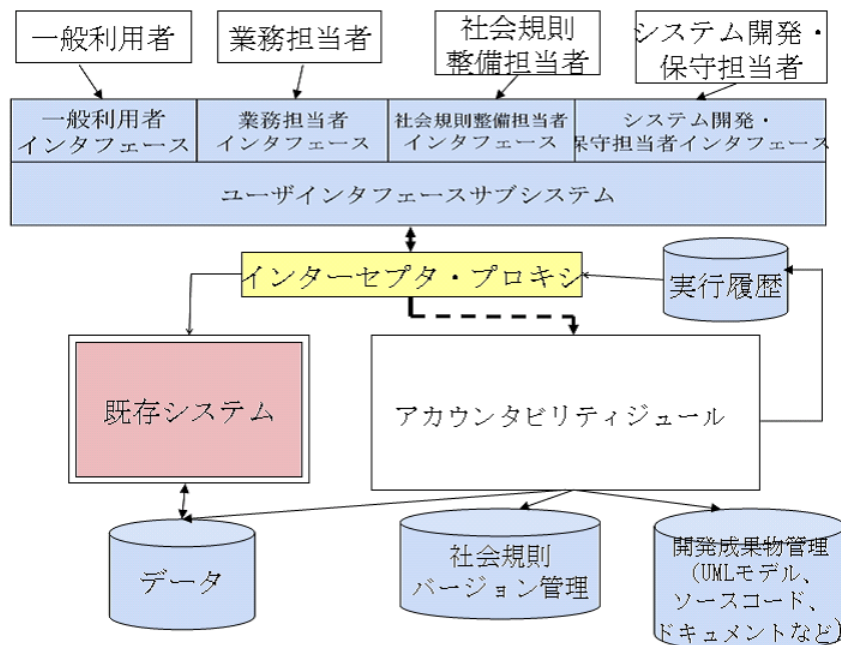 一般利用者
業務担当者
社会規則
整備担当者
システム開発・
保守担当者
一般利用者
インタフェース
業務担当者
インタフェース
社会規則整備担当者
インタフェース
システム開発・
保守担当者インタフェース
ユーザインタフェースサブシステム
インターセプタ・プロキシ
実行履歴
既存システム
アカウンタビリティジュール
データ
社会規則
バージョン管理
開発成果物管理
(UMLモデル、
ソースコード、
ドキュメントなど)